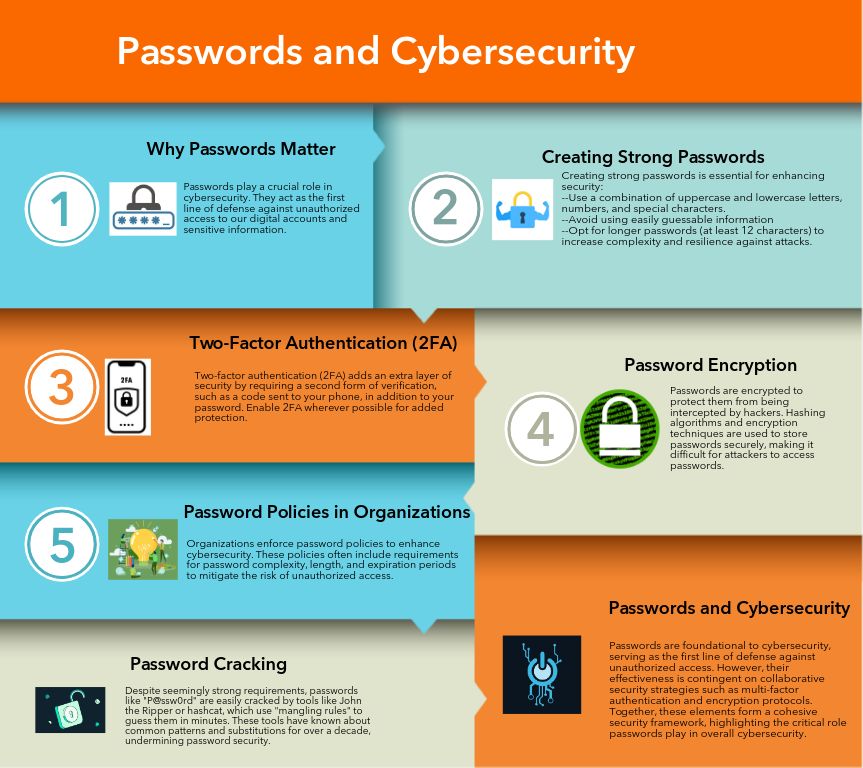 Passwords and Cybersecurity
Why Passwords Matter
1
Passwords play a crucial role in
cybersecurity. They act as the first
line of defense against unauthorized
access to our digital accounts and
sensitive information.
Creating Strong Passwords
2
Creating strong passwords is essential for enhancing
security:
--Use a combination of uppercase and lowercase letters,
numbers, and special characters.
--Avoid using easily guessable information
--Opt for longer passwords (at least 12 characters) to
increase complexity and resilience against attacks.
Two-Factor Authentication (2FA)
3
2FA
Two-factor authentication (2FA) adds an extra layer of
security by requiring a second form of verification,
such as a code sent to your phone, in addition to your
password. Enable 2FA wherever possible for added
protection.
Password Encryption
4
Passwords are encrypted to
protect them from being
intercepted by hackers. Hashing
algorithms and encryption
techniques are used to store
passwords securely, making it
difficult for attackers to access
passwords.
Password Policies in Organizations
5
Organizations enforce password policies to enhance
cybersecurity. These policies often include requirements
for password complexity, length, and expiration periods
to mitigate the risk of unauthorized access.
Password Cracking
Despite seemingly strong requirements, passwords
like "P@ssw0rd" are easily cracked by tools like John
the Ripper or hashcat, which use "mangling rules" to
guess them in minutes. These tools have known about
common patterns and substitutions for over a decade,
undermining password security.
Passwords and Cybersecurity
Passwords are foundational to cybersecurity,
serving as the first line of defense against
unauthorized access. However, their
effectiveness is contingent on collaborative
security strategies such as multi-factor
authentication and encryption protocols.
Together, these elements form a cohesive
security framework, highlighting the critical role
passwords play in overall cybersecurity.